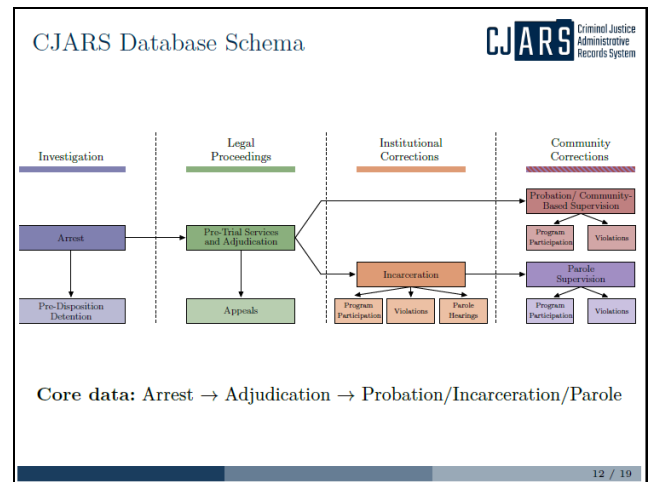 CJARS Database Schema
CJARS
Criminal Justice
Administrative
Records System
Investigation
Legal
Proceedings
Institutional
Corrections
Community
Corrections
Arrest
Pre-Disposition
Detention
Pre-Trial Services
and Adjudication
Appeals
Incarceration
Program
Participation
Violations
Parole
Hearings
Probation/ Community-
Based Supervision
Program
Participation
Violations
Parole
Supervision
Program
Participation
Violations
Core data: Arrest → Adjudication → Probation/Incarceration/Parole
12 / 19